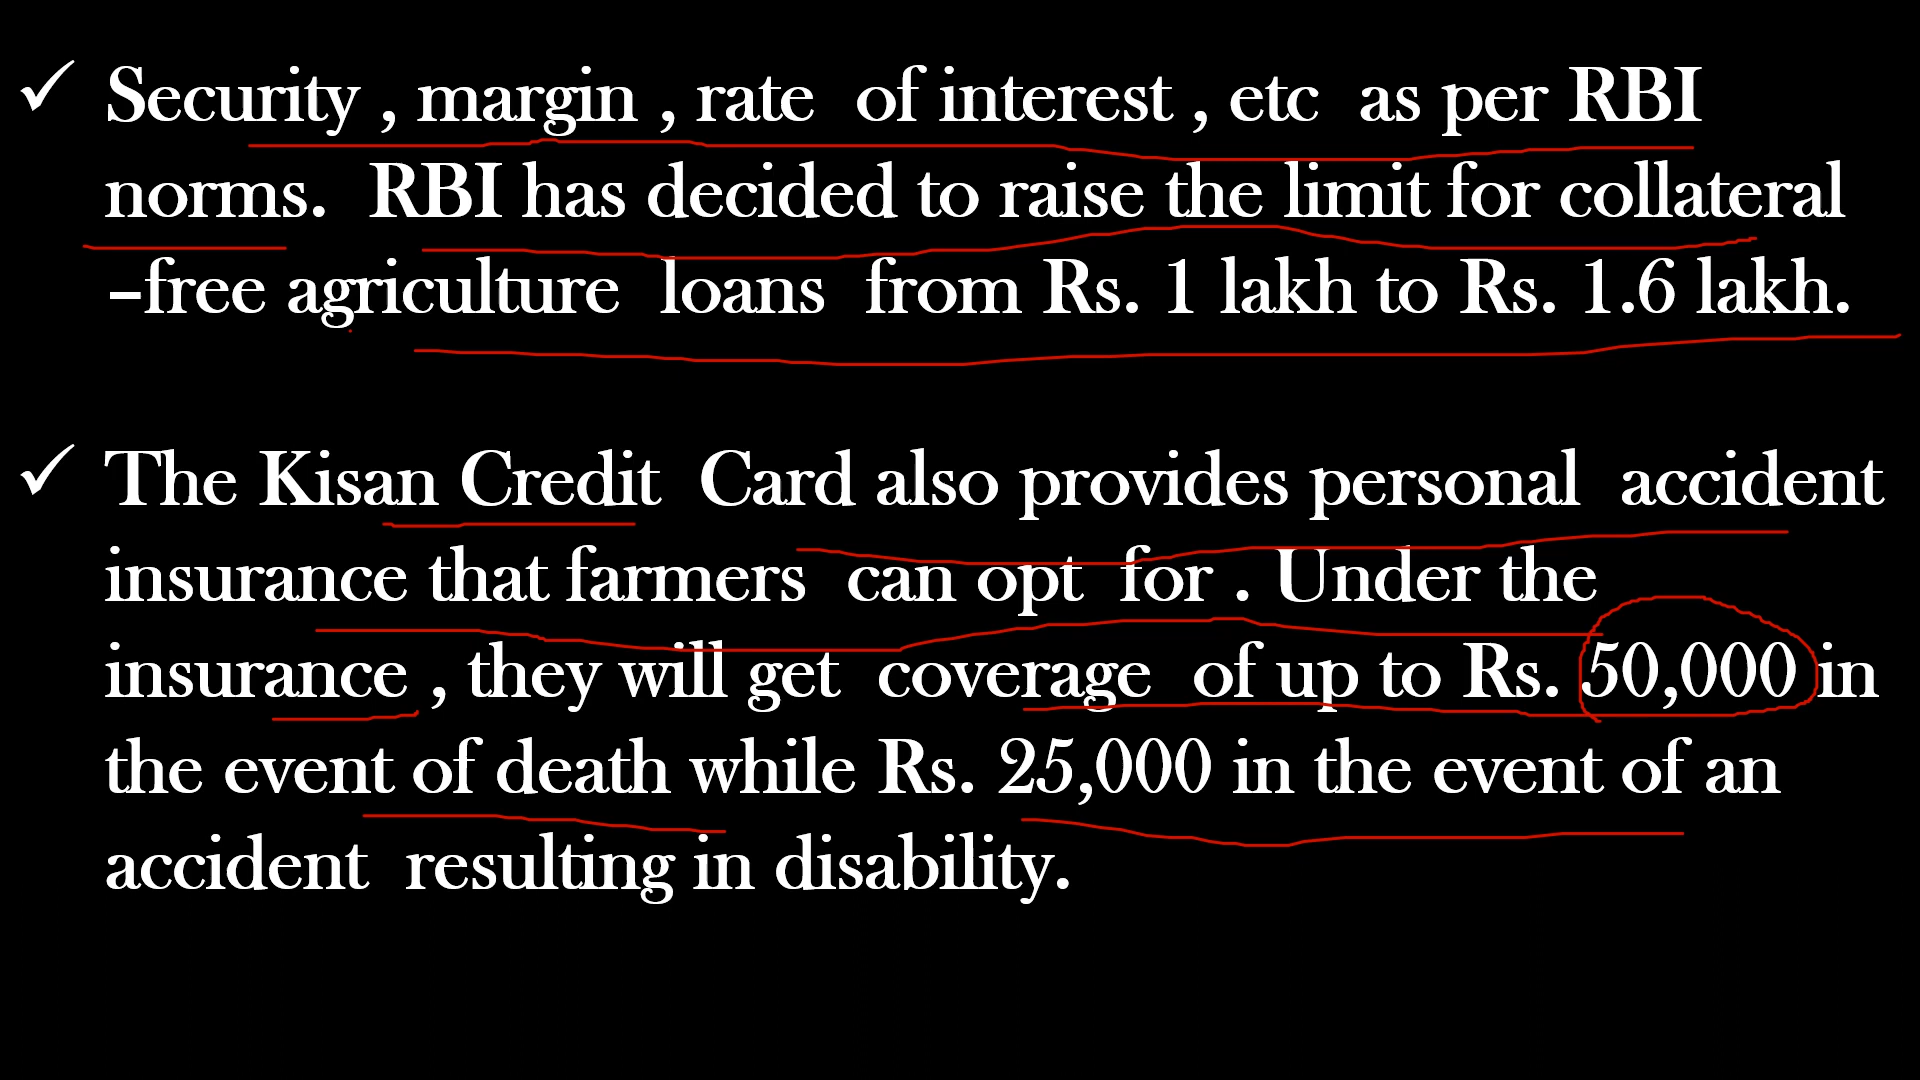 ✓ Security , margin , rate of interest , etc as per RBI
norms. RBI has decided to raise the limit for collateral
–free agriculture loans from Rs. 1 lakh to Rs. 1.6 lakh.
✓ The Kisan Credit Card also provides personal accident
insurance that farmers can opt for . Under the
insurance , they will get coverage of up to Rs. 50,000 in
the event of death while Rs. 25,000 in the event of an
accident resulting in disability.